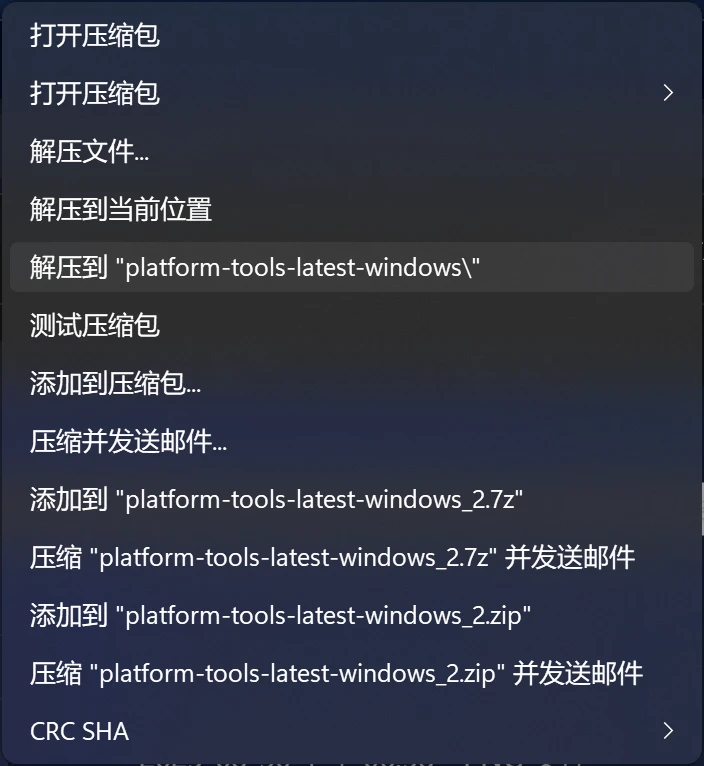 打开压缩包
打开压缩包
解压文件...
解压到当前位置
解压到 "platform-tools-latest-windows\"
测试压缩包
添加到压缩包...
压缩并发送邮件...
添加到 "platform-tools-latest-windows_2.7z"
压缩 "platform-tools-latest-windows_2.7z" 并发送邮件
添加到 "platform-tools-latest-windows_2.zip"
压缩 "platform-tools-latest-windows_2.zip" 并发送邮件
CRC SHA